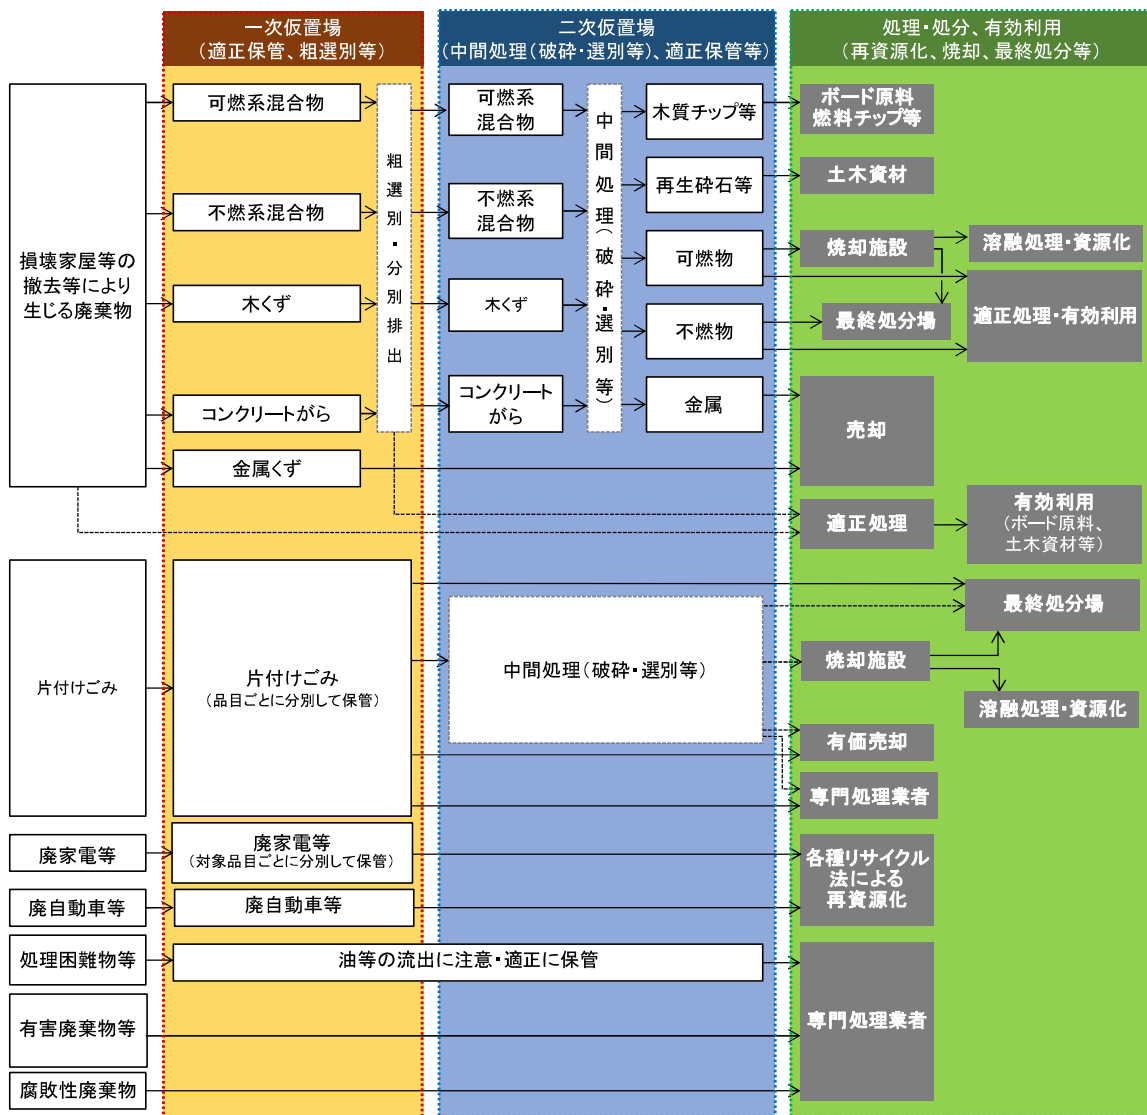 一次仮置場
(適正保管、粗選別等)
二次仮置場
(中間処理(破砕・選別等)、適正保管等)
処理・処分、有効利用
(再資源化、焼却、最終処分等)
損壊家屋等の
撤去等により
生じる廃棄物
可燃系混合物
不燃系混合物
木くず
コンクリートがら
金属くず
粗選別・分別排出
可燃系
混合物
不燃系
混合物
木くず
コンクリート
がら
中間処理(破砕・選別等)
木質チップ等
再生砕石等
可燃物
不燃物
金属
ボード原料
燃料チップ等
土木資材
焼却施設
溶融処理・資源化
最終処分場
適正処理・有効利用
売却
適正処理
有効利用
(ボード原料、
土木資材等)
片付けごみ
片付けごみ
(品目ごとに分別して保管)
中間処理(破砕・選別等)
最終処分場
焼却施設
溶融処理・資源化
有価売却
専門処理業者
廃家電等
廃家電等
(対象品目ごとに分別して保管)
各種リサイクル
法による
再資源化
廃自動車等
廃自動車等
処理困難物等
油等の流出に注意・適正に保管
専門処理業者
有害廃棄物等
腐敗性廃棄物